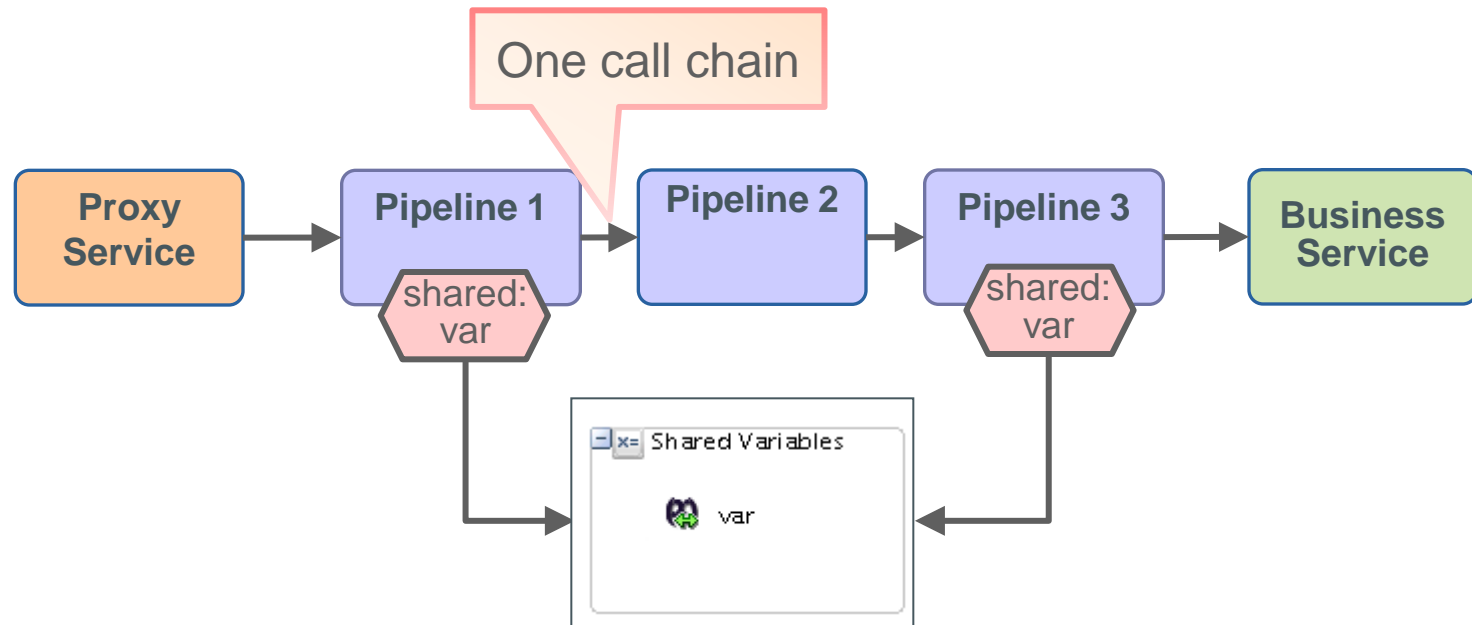 One call chain
Proxy
Service
Pipeline 1
Pipeline 2
Pipeline 3
Business
Service
shared:
var
shared:
var
x= Shared Variables
var